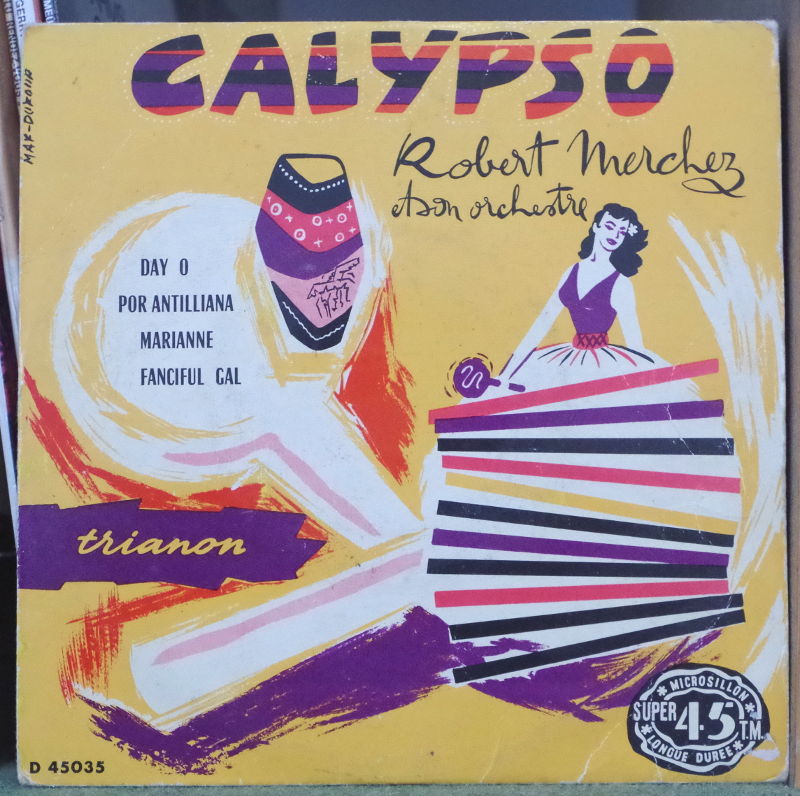 CALYPSO
MAX-DUKOUR
Robert Merchez
et son orchestre
DAY O
POR ANTILLIANA
MARIANNE
FANCIFUL GAL
trianon
MICROSILLON
SUPER 45 T.M.
LONGUE DURÉE
D 45035